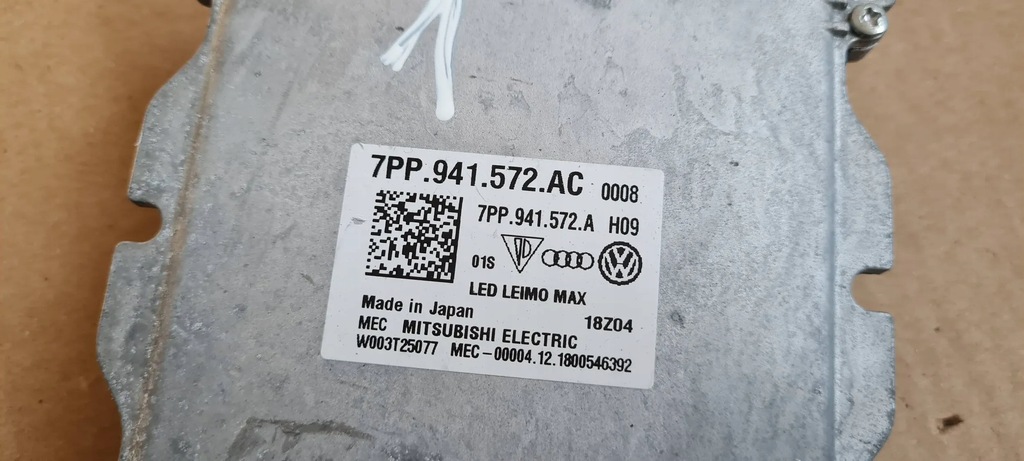 7PP.941.572.AC 0008
7PP.941.572.A H09
01S
LED LEIMO MAX
Made in Japan 18Z04
MEC MITSUBISHI ELECTRIC
W003T25077 MEC-00004.12.1800546392